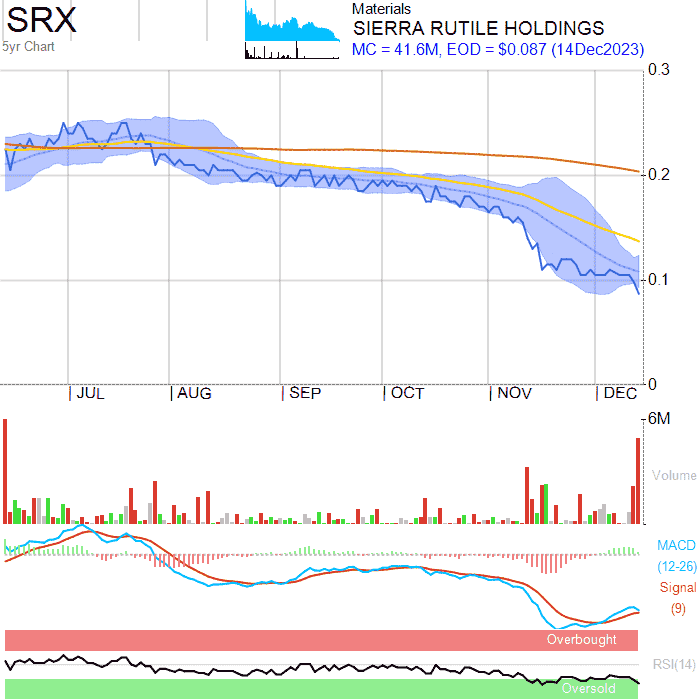 SRX
5yr Chart
Materials
SIERRA RUTILE HOLDINGS
MC = 41.6M, EOD = $0.087 (14Dec2023)
0.3
0.2
0.1
0
JUL AUG SEP OCT NOV DEC
6M
Volume
MACD
(12-26)
Signal
(9)
Overbought
RSI(14)
Oversold